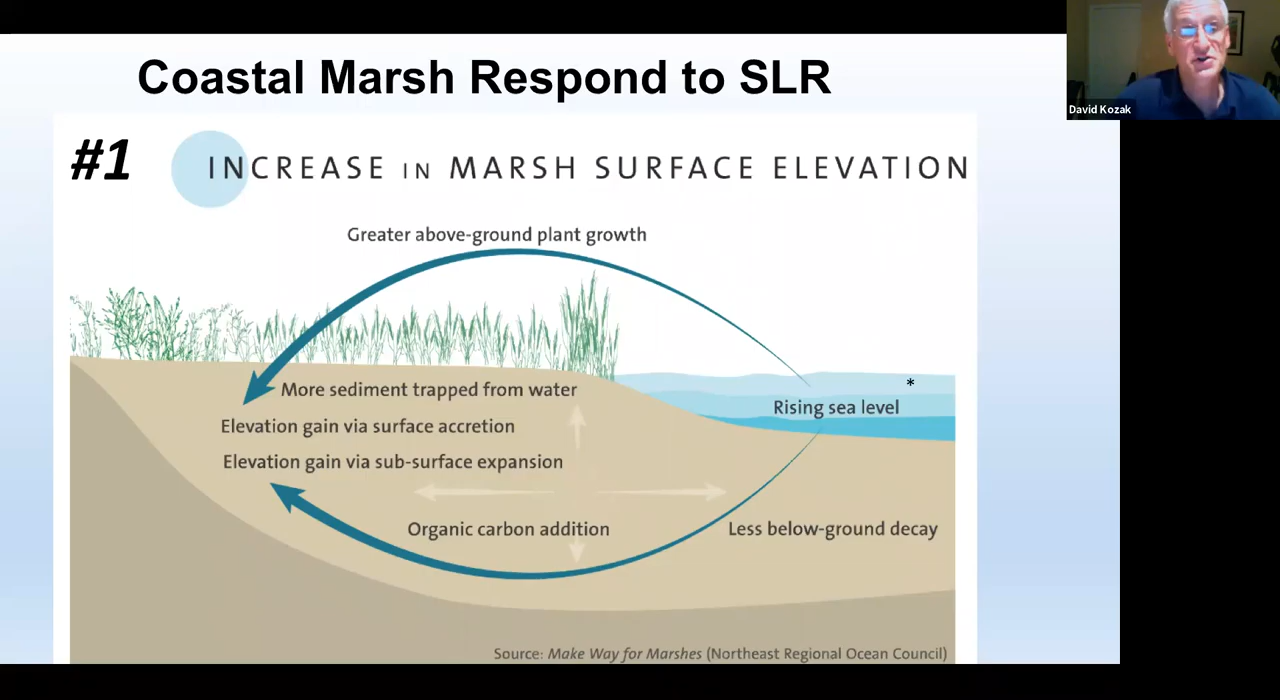 Coastal Marsh Respond to SLR
David Kozak
#1
INCREASE IN MARSH SURFACE ELEVATION
Greater above-ground plant growth
More sediment trapped from water
*
Rising sea level
Elevation gain via surface accretion
Elevation gain via sub-surface expansion
Organic carbon addition
Less below-ground decay
Source: Make Way for Marshes (Northeast Regional Ocean Council)